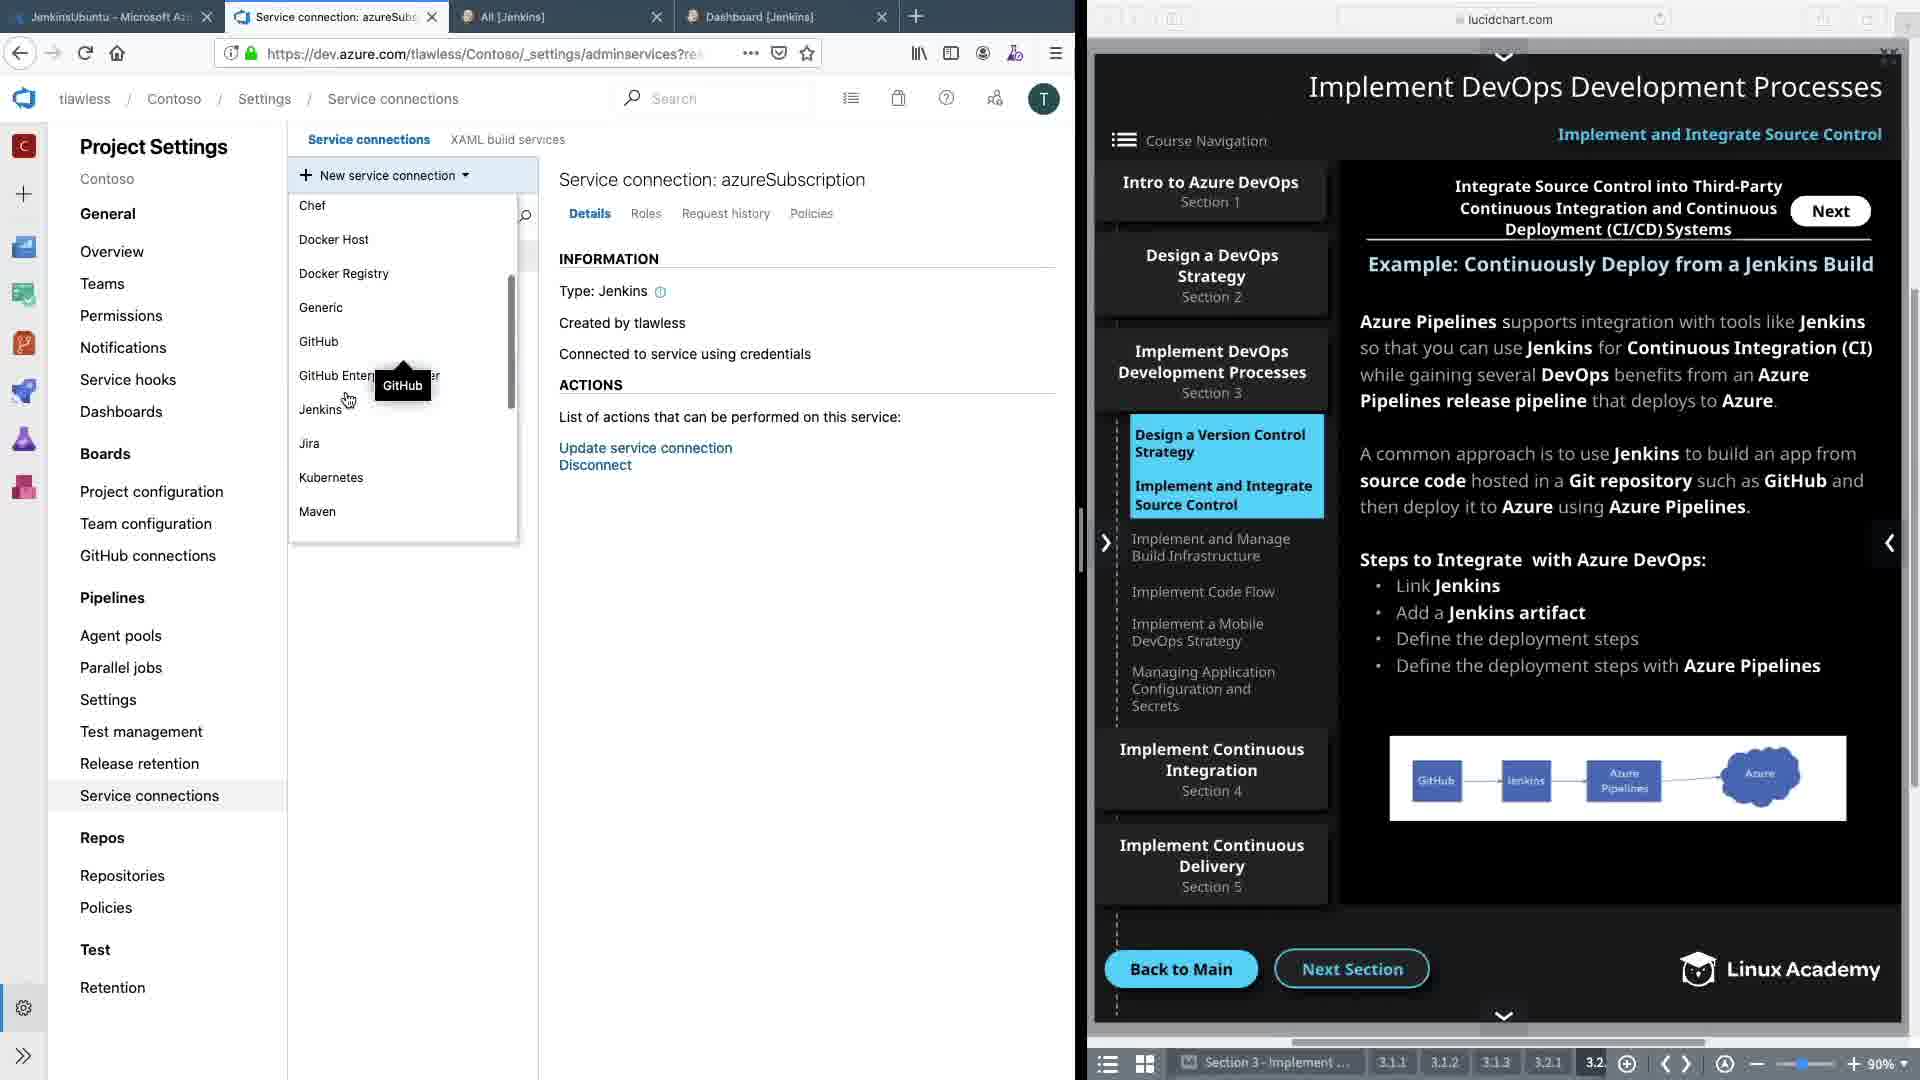 JenkinsUbuntu - Microsoft Az
Service connection: azureSubs
All [Jenkins]
Dashboard [Jenkins]
https://dev.azure.com/tlawless/Contoso/_settings/adminservices?re
tlawless / Contoso / Settings / Service connections
Search
T
C
Project Settings
Contoso
General
Overview
Teams
Permissions
Notifications
Service hooks
Dashboards
Boards
Project configuration
Team configuration
GitHub connections
Pipelines
Agent pools
Parallel jobs
Settings
Test management
Release retention
Service connections
Repos
Repositories
Policies
Test
Retention
Service connections
XAML build services
+ New service connection
Chef
Docker Host
Docker Registry
Generic
GitHub
GitHub Enter
er
GitHub
Jenkins
Jira
Kubernetes
Maven
Service connection: azureSubscription
Details Roles Request history Policies
INFORMATION
Type: Jenkins
Created by tlawless
Connected to service using credentials
ACTIONS
List of actions that can be performed on this service:
Update service connection
Disconnect
lucidchart.com
Implement DevOps Development Processes
Course Navigation
Implement and Integrate Source Control
Intro to Azure DevOps
Section 1
Design a DevOps
Strategy
Section 2
Implement DevOps
Development Processes
Section 3
Design a Version Control
Strategy
Implement and Integrate
Source Control
Implement and Manage
Build Infrastructure
Implement Code Flow
Implement a Mobile
DevOps Strategy
Managing Application
Configuration and
Secrets
Implement Continuous
Integration
Section 4
Implement Continuous
Delivery
Section 5
Integrate Source Control into Third-Party
Continuous Integration and Continuous
Deployment (CI/CD) Systems
Next
Example: Continuously Deploy from a Jenkins Build
Azure Pipelines supports integration with tools like Jenkins
so that you can use Jenkins for Continuous Integration (CI)
while gaining several DevOps benefits from an Azure
Pipelines release pipeline that deploys to Azure.
A common approach is to use Jenkins to build an app from
source code hosted in a Git repository such as GitHub and
then deploy it to Azure using Azure Pipelines.
Steps to Integrate with Azure DevOps:
• Link Jenkins
• Add a Jenkins artifact
• Define the deployment steps
• Define the deployment steps with Azure Pipelines
GitHub
Jenkins
Azure
Pipelines
Azure
Back to Main
Next Section
Linux Academy
Section 3 - Implement ...
3.1.1
3.1.2
3.1.3
3.2.1
3.2.
90%